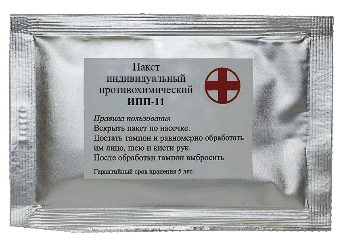 Пакет
индивидуальный
противохимический
ИПП-11
Правила пользования
Вскрыть пакет по насечке.
Достать тампон и равномерно обработать
им лицо, шею и кисти рук.
После обработки тампон выбросить
Гарантийный срок хранения 5 лет.